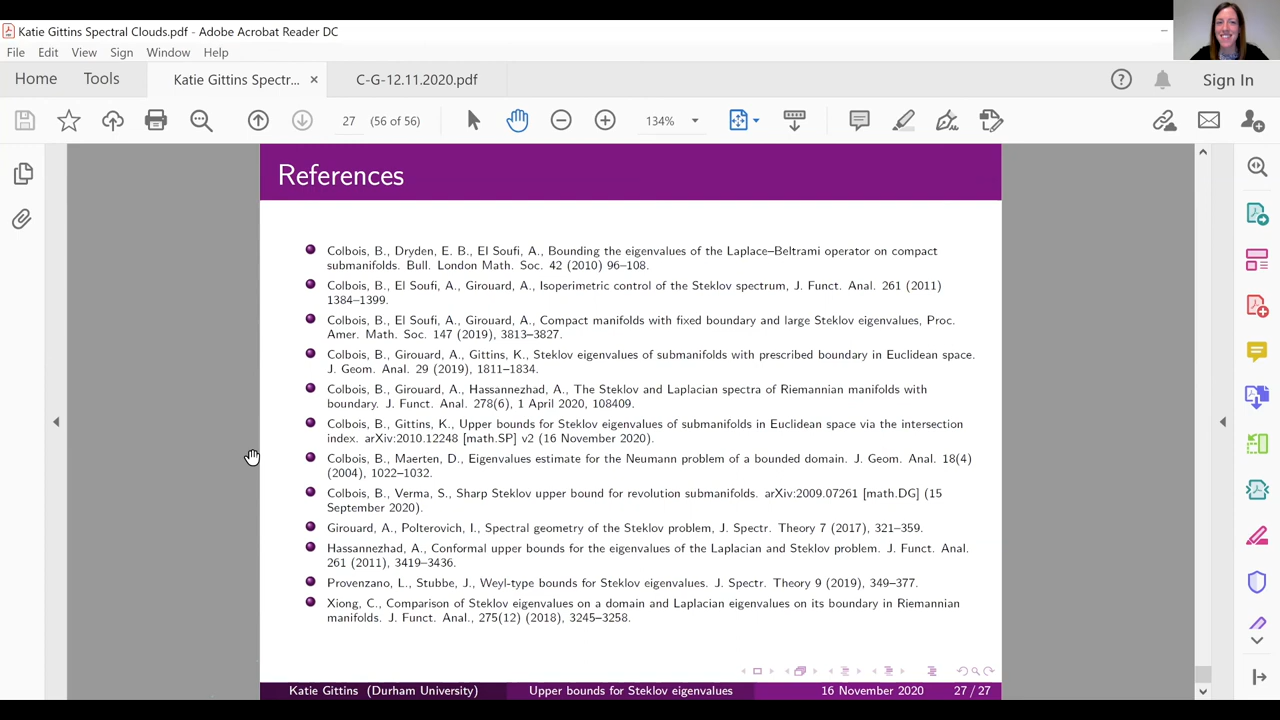 Katie Gittins Spectral Clouds.pdf - Adobe Acrobat Reader DC
File Edit View Sign Window Help
Home Tools Katie Gittins Spectr... × C-G-12.11.2020.pdf Sign In
27 (56 of 56) 134%
References
Colbois, B., Dryden, E. B., El Soufi, A., Bounding the eigenvalues of the Laplace–Beltrami operator on compact
submanifolds. Bull. London Math. Soc. 42 (2010) 96–108.
Colbois, B., El Soufi, A., Girouard, A., Isoperimetric control of the Steklov spectrum, J. Funct. Anal. 261 (2011)
1384–1399.
Colbois, B., El Soufi, A., Girouard, A., Compact manifolds with fixed boundary and large Steklov eigenvalues, Proc.
Amer. Math. Soc. 147 (2019), 3813–3827.
Colbois, B., Girouard, A., Gittins, K., Steklov eigenvalues of submanifolds with prescribed boundary in Euclidean space.
J. Geom. Anal. 29 (2019), 1811–1834.
Colbois, B., Girouard, A., Hassannezhad, A., The Steklov and Laplacian spectra of Riemannian manifolds with
boundary. J. Funct. Anal. 278(6), 1 April 2020, 108409.
Colbois, B., Gittins, K., Upper bounds for Steklov eigenvalues of submanifolds in Euclidean space via the intersection
index. arXiv:2010.12248 [math.SP] v2 (16 November 2020).
Colbois, B., Maerten, D., Eigenvalues estimate for the Neumann problem of a bounded domain. J. Geom. Anal. 18(4)
(2004), 1022–1032.
Colbois, B., Verma, S., Sharp Steklov upper bound for revolution submanifolds. arXiv:2009.07261 [math.DG] (15
September 2020).
Girouard, A., Polterovich, I., Spectral geometry of the Steklov problem, J. Spectr. Theory 7 (2017), 321–359.
Hassannezhad, A., Conformal upper bounds for the eigenvalues of the Laplacian and Steklov problem. J. Funct. Anal.
261 (2011), 3419–3436.
Provenzano, L., Stubbe, J., Weyl-type bounds for Steklov eigenvalues. J. Spectr. Theory 9 (2019), 349–377.
Xiong, C., Comparison of Steklov eigenvalues on a domain and Laplacian eigenvalues on its boundary in Riemannian
manifolds. J. Funct. Anal., 275(12) (2018), 3245–3258.
Katie Gittins (Durham University) Upper bounds for Steklov eigenvalues 16 November 2020 27 / 27